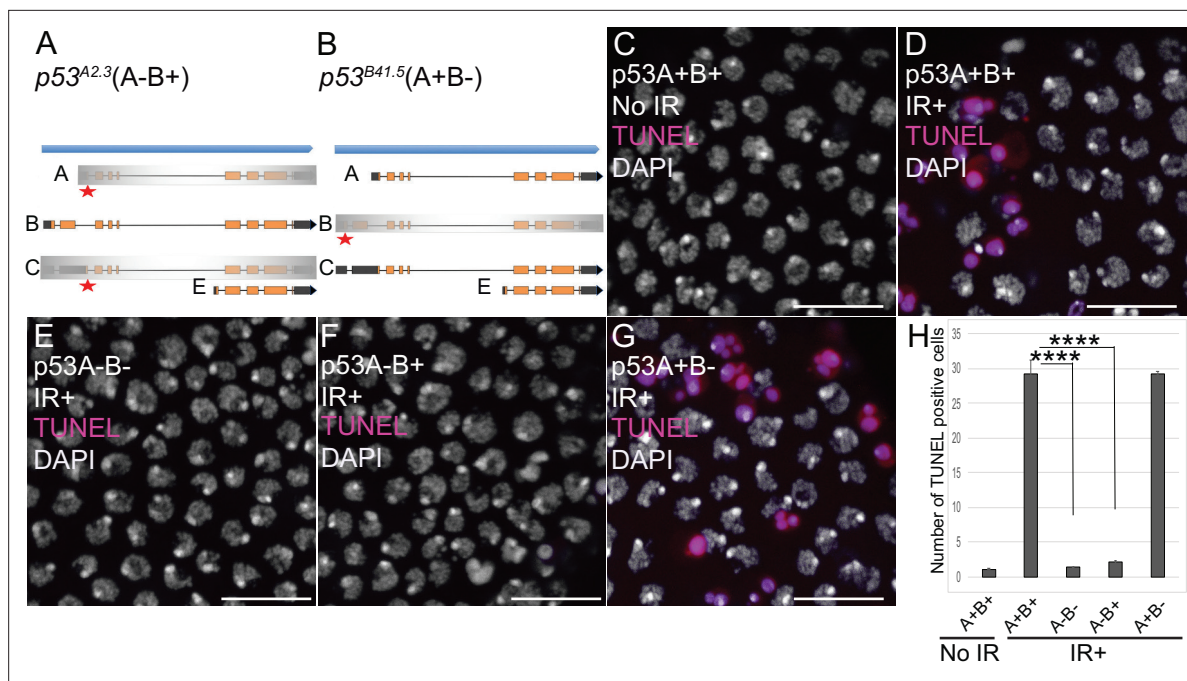 A
p53A2.3(A-B+)
A
B
C
E
B
p53B41.5(A+B-)
A
B
C
E
C
p53A+B+
No IR
TUNEL
DAPI
D
p53A+B+
IR+
TUNEL
DAPI
E
p53A-B-
IR+
TUNEL
DAPI
F
p53A-B+
IR+
TUNEL
DAPI
G
p53A+B-
IR+
TUNEL
DAPI
H
Number of TUNEL positive cells
35
30
25
20
15
10
5
0
****
****
A+B+
A+B+
A-B-
A-B+
A+B-
No IR
IR+